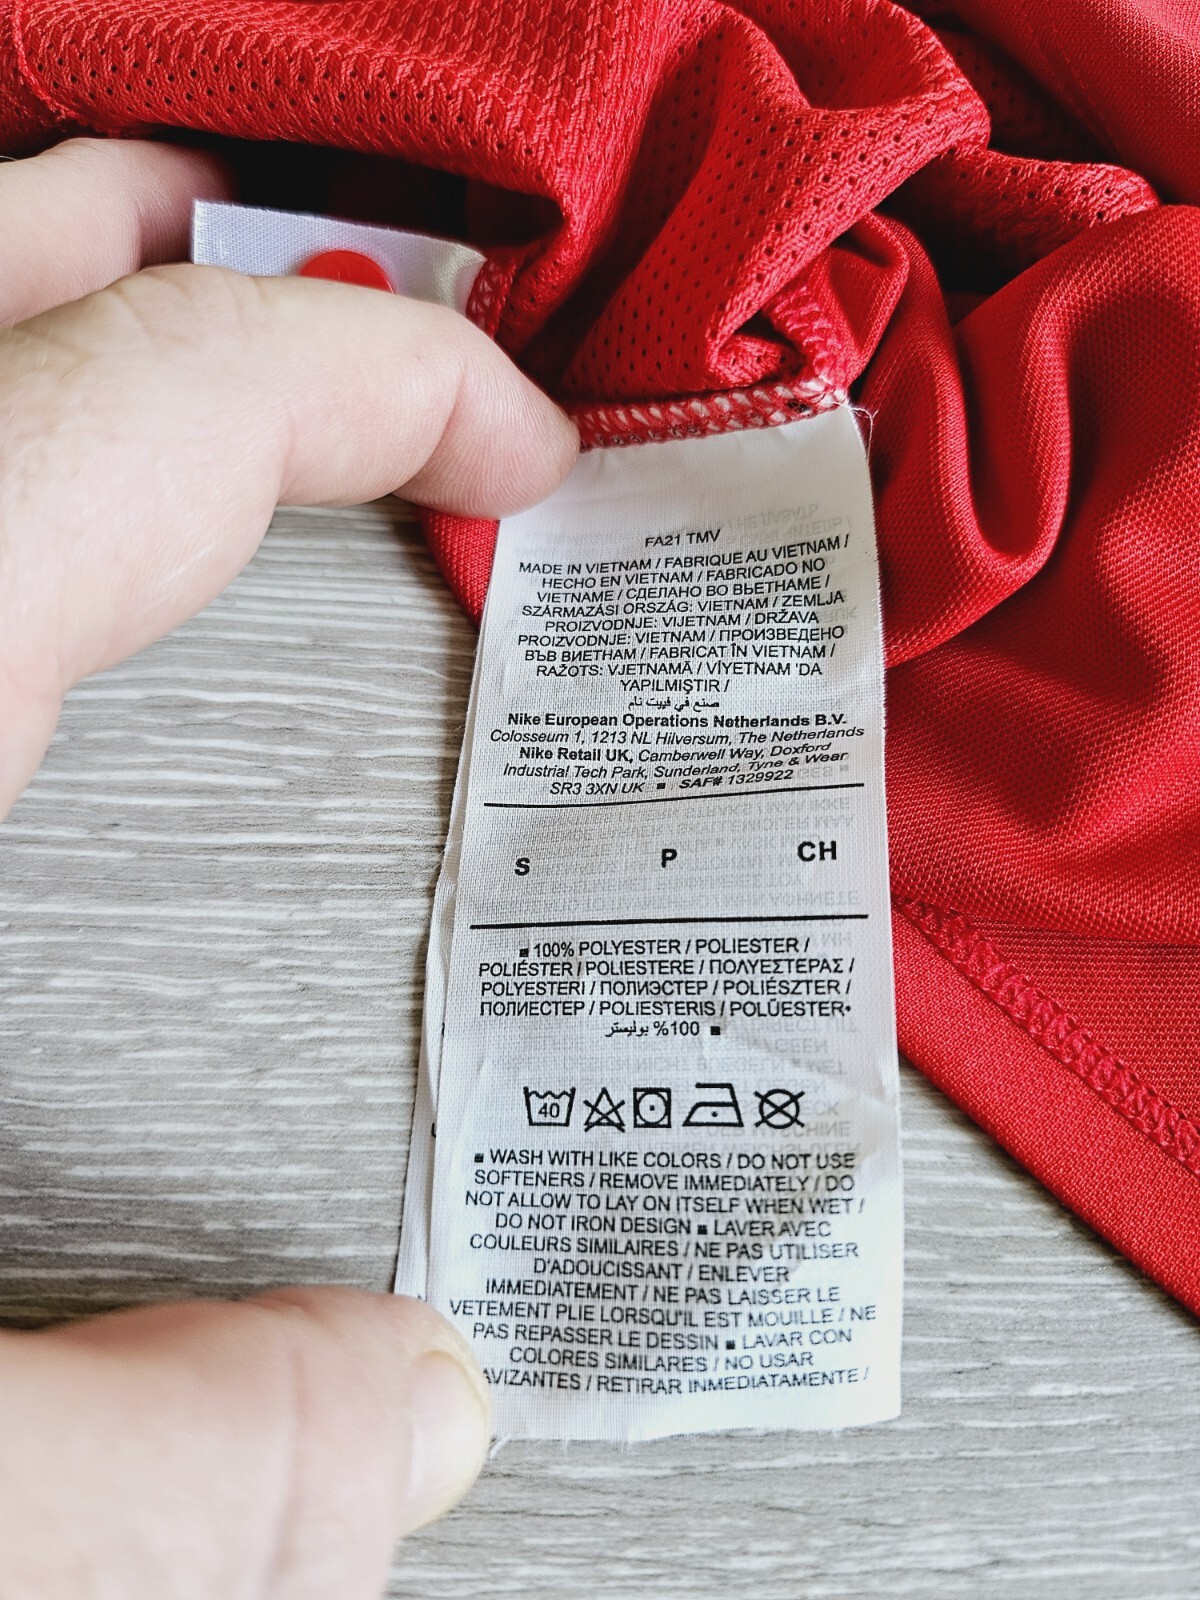 FA21 TMV
MADE IN VIETNAM / FABRIQUE AU VIETNAM /
HECHO EN VIETNAM / FABRICADO NO
VIETNAME / СДЕЛАНО ВО ВЬЕТНАМЕ /
SZÁRMAZÁSI ORSZÁG: VIETNAM / ZEMLJA
PROIZVODNJE: VIJETNAM / DRŽAVA
PROIZVODNJE: VIETNAM / ПРОИЗВЕДЕНО
ВЪВ ВИЕТНАМ / FABRICAT ÎN VIETNAM /
RAŽOTS: VJETNAMĀ / VİYETNAM 'DA
YAPILMIŞTIR /
صنع في فييت نام
Nike European Operations Netherlands B.V.
Colosseum 1, 1213 NL Hilversum, The Netherlands
Nike Retail UK, Camberwell Way, Doxford
Industrial Tech Park, Sunderland, Tyne & Wear
SR3 3XN UK ■ SAF# 1329922
S P CH
■ 100% POLYESTER / POLIESTER /
POLIÉSTER / POLIESTERE / ΠΟΛΥΕΣΤΕΡΑΣ /
POLYESTERI / ПОЛИЭСТЕР / POLIÉSZTER /
ПОЛИЕСТЕР / POLIESTERIS / POLÜESTER•
100% بوليستر ■
40
■ WASH WITH LIKE COLORS / DO NOT USE
SOFTENERS / REMOVE IMMEDIATELY / DO
NOT ALLOW TO LAY ON ITSELF WHEN WET /
DO NOT IRON DESIGN ■ LAVER AVEC
COULEURS SIMILAIRES / NE PAS UTILISER
D'ADOUCISSANT / ENLEVER
IMMEDIATEMENT / NE PAS LAISSER LE
VETEMENT PLIE LORSQU'IL EST MOUILLE / NE
PAS REPASSER LE DESSIN ■ LAVAR CON
COLORES SIMILARES / NO USAR
AVIZANTES / RETIRAR INMEDIATAMENTE /